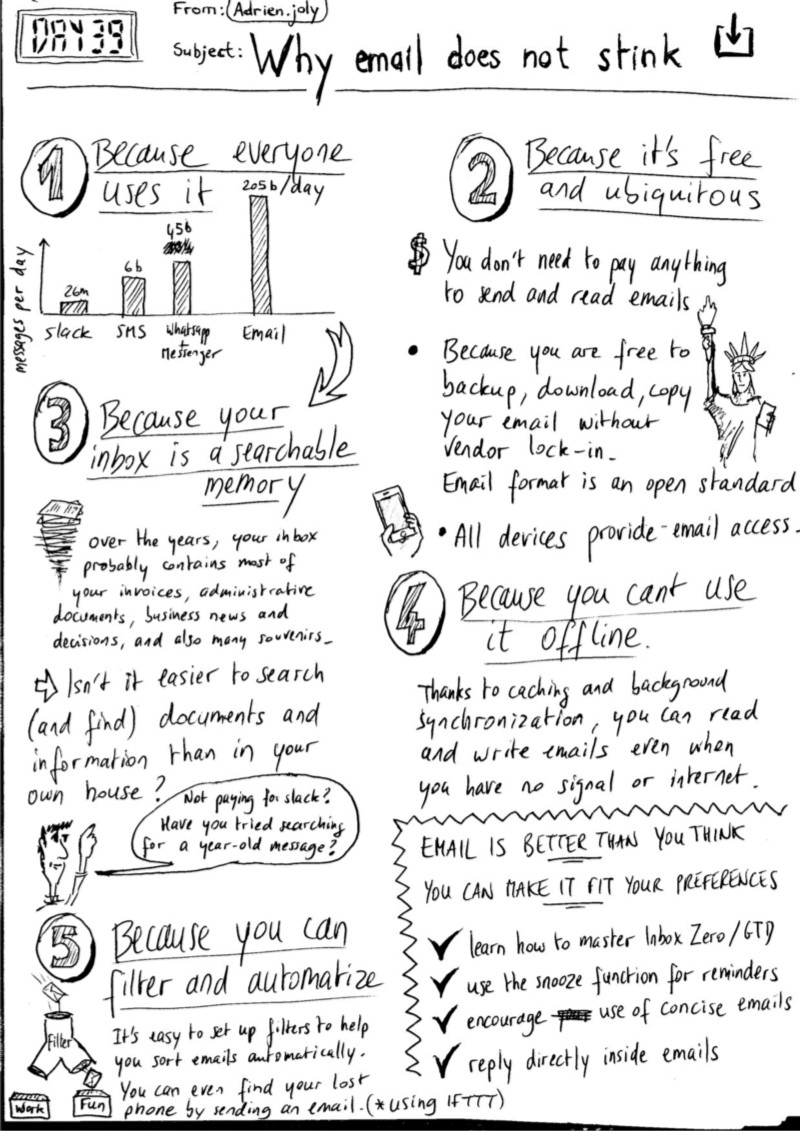 DAY 39
From: Adrien.joly
Subject: Why email does not stink
1 Because everyone
uses it
205b/day
45b
6b
26m
messages per day
Slack
SMS
Whatsapp
+
Messenger
Email
2 Because it's free
and ubiquitous
$ You don't need to pay anything
to send and read emails
• Because you are free to
backup, download, copy
your email without
vendor lock-in_
Email format is an open standard
• All devices provide email access_
3 Because your
inbox is a searchable
memory
over the years, your inbox
probably contains most of
your invoices, administrative
documents, business news and
decisions, and also many souvenirs_
⇨ Isn't it easier to search
(and find) documents and
information than in your
own house?
Not paying for slack?
Have you tried searching
for a year-old message?
4 Because you cant use
it offline.
Thanks to caching and background
synchronization, you can read
and write emails even when
you have no signal or internet.
5 Because you can
filter and automatize
It's easy to set up filters to help
you sort emails automatically.
You can even find your lost
phone by sending an email. (* using IFTTT)
Filter
Work
Fun
EMAIL IS BETTER THAN YOU THINK
YOU CAN MAKE IT FIT YOUR PREFERENCES
✓ learn how to master Inbox Zero/GTD
✓ use the snooze function for reminders
✓ encourage use of concise emails
✓ reply directly inside emails